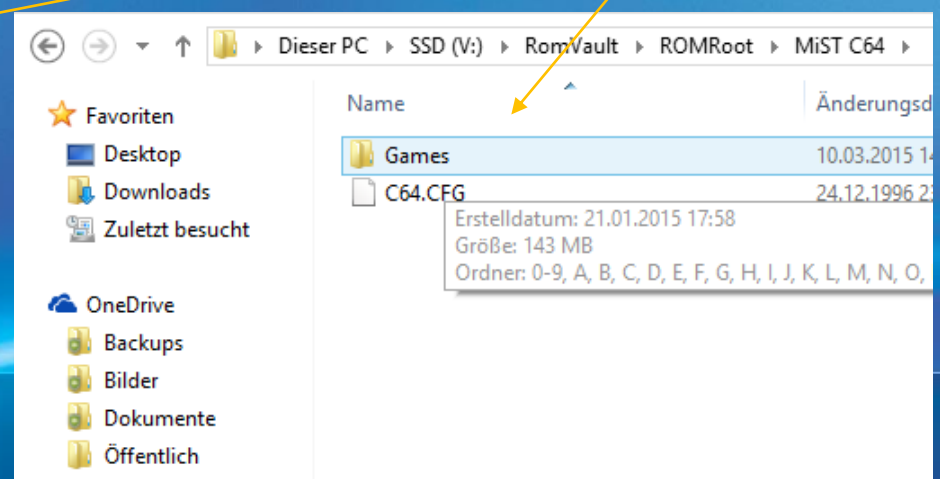 Dieser PC ▸ SSD (V:) ▸ RomVault ▸ ROMRoot ▸ MiST C64 ▸
Favoriten
Desktop
Downloads
Zuletzt besucht
OneDrive
Backups
Bilder
Dokumente
Öffentlich
Name Änderungsd
Games 10.03.2015 14
C64.CFG 24.12.1996 23
Erstelldatum: 21.01.2015 17:58
Größe: 143 MB
Ordner: 0-9, A, B, C, D, E, F, G, H, I, J, K, L, M, N, O,